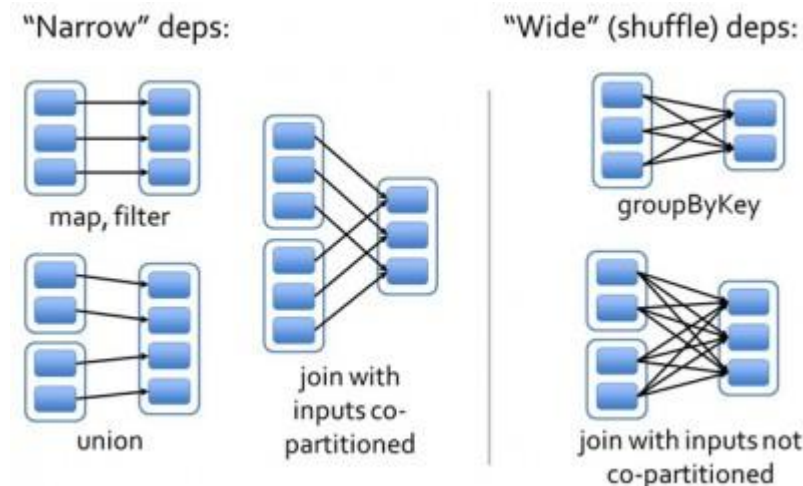 "Narrow" deps:
map, filter
union
join with
inputs co-
partitioned
"Wide" (shuffle) deps:
groupByKey
join with inputs not
co-partitioned